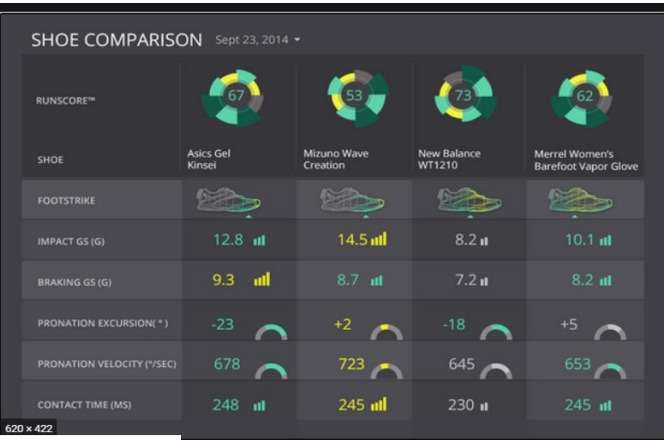 SHOE COMPARISON Sept 23, 2014
RUNSCORE™ 67 53 73 62
SHOE Asics Gel Kinsei Mizuno Wave Creation New Balance WT1210 Merrel Women's Barefoot Vapor Glove
FOOTSTRIKE
IMPACT GS (G) 12.8 14.5 8.2 10.1
BRAKING GS (G) 9.3 8.7 7.2 8.2
PRONATION EXCURSION( ° ) -23 +2 -18 +5
PRONATION VELOCITY (°/SEC) 678 723 645 653
CONTACT TIME (MS) 248 245 230 245
620 × 422